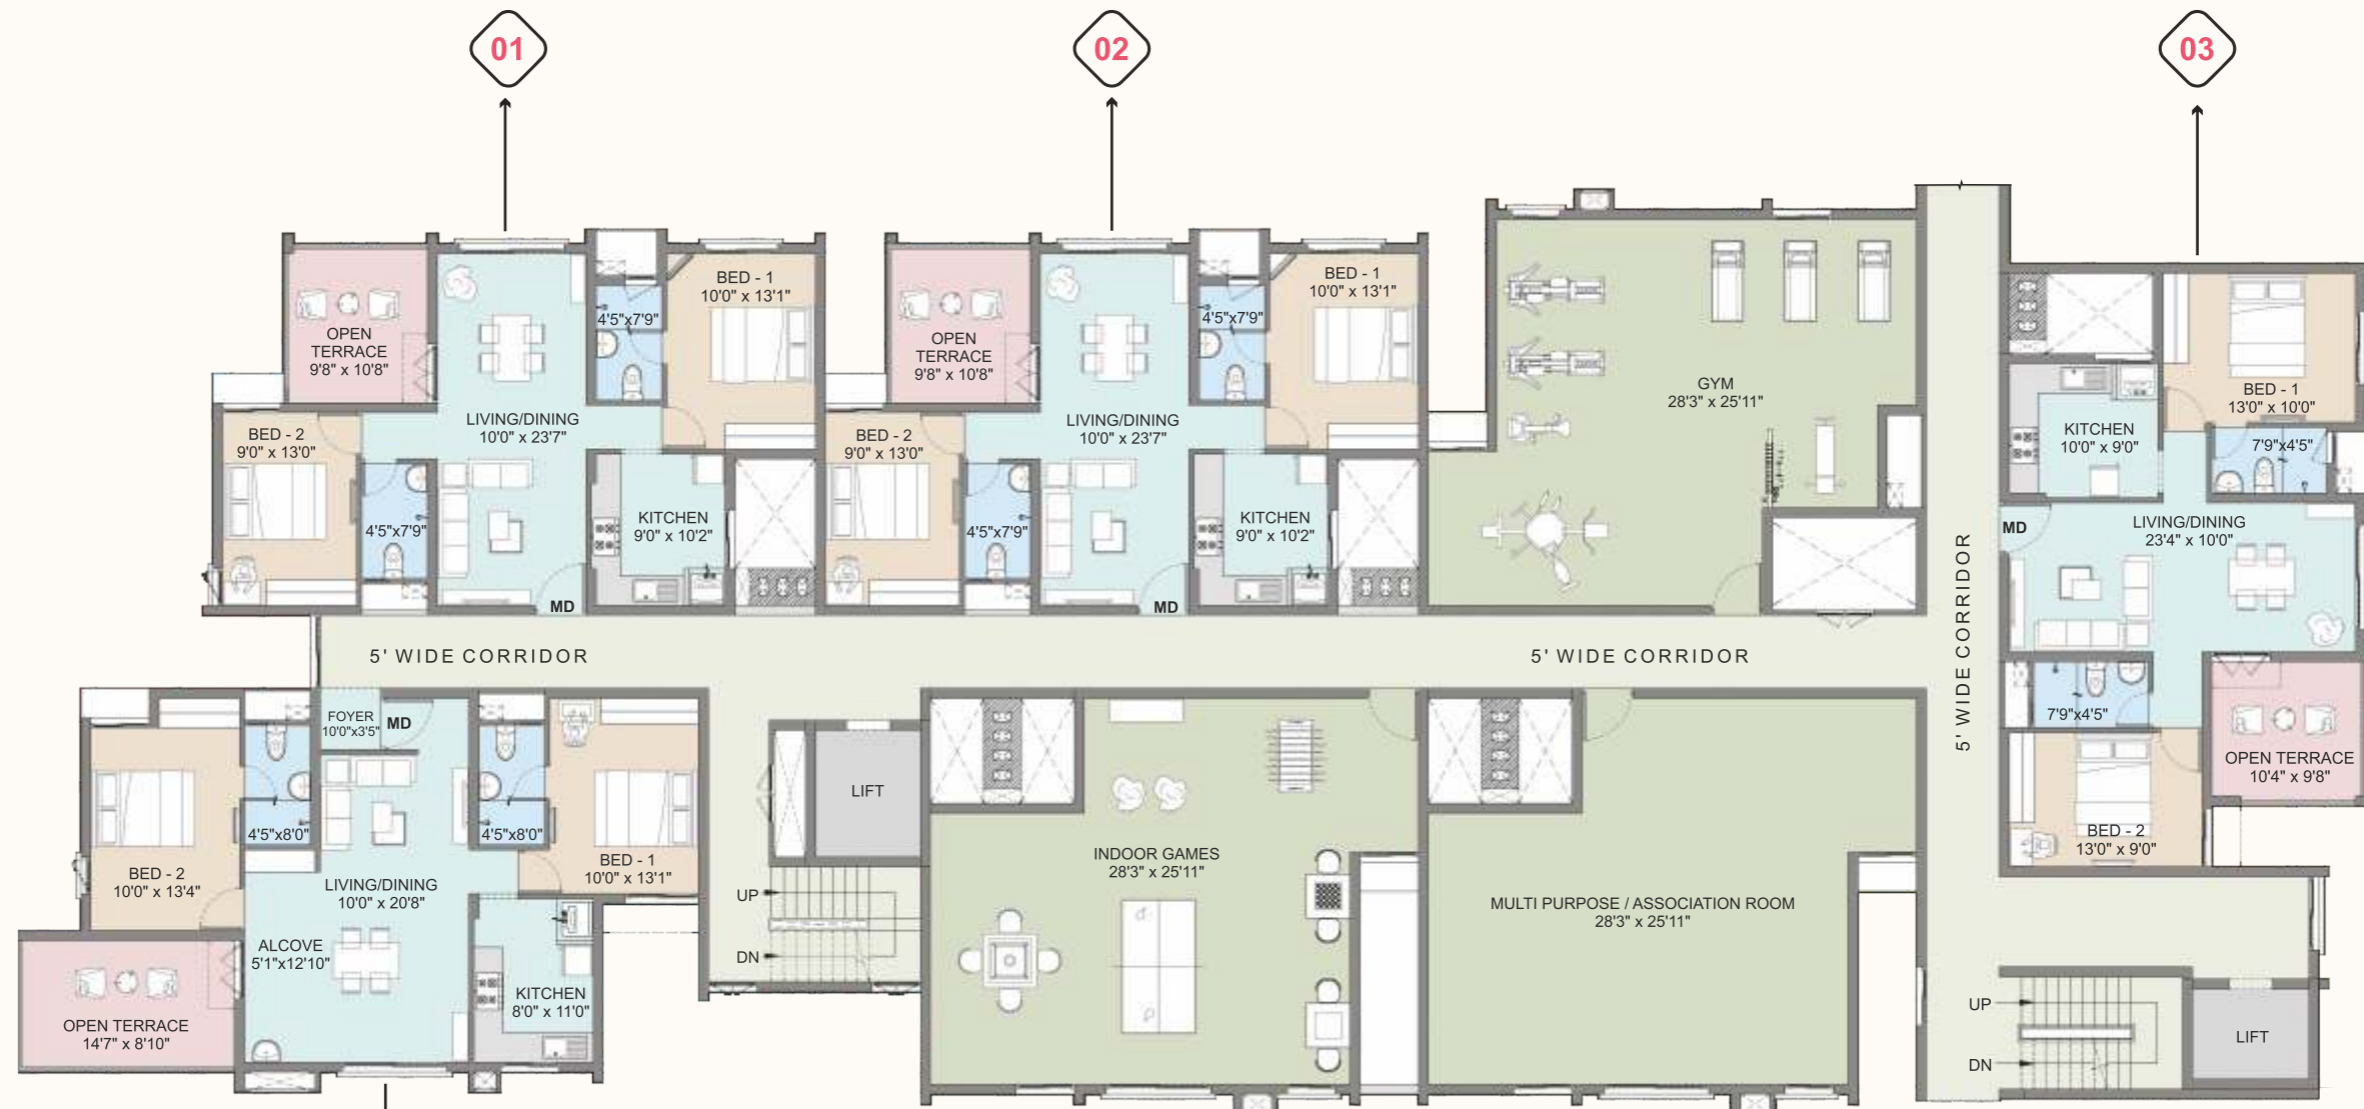 01
02
03
OPEN
TERRACE
9'8" x 10'8"
4'5"x7'9"
BED - 1
10'0" x 13'1"
LIVING/DINING
10'0" x 23'7"
BED - 2
9'0" x 13'0"
4'5"x7'9"
KITCHEN
9'0" x 10'2"
MD
OPEN
TERRACE
9'8" x 10'8"
4'5"x7'9"
BED - 1
10'0" x 13'1"
LIVING/DINING
10'0" x 23'7"
BED - 2
9'0" x 13'0"
4'5"x7'9"
KITCHEN
9'0" x 10'2"
MD
GYM
28'3" x 25'11"
5' WIDE CORRIDOR
BED - 1
13'0" x 10'0"
KITCHEN
10'0" x 9'0"
7'9"x4'5"
MD
LIVING/DINING
23'4" x 10'0"
7'9"x4'5"
OPEN TERRACE
10'4" x 9'8"
BED - 2
13'0" x 9'0"
5' WIDE CORRIDOR
5' WIDE CORRIDOR
FOYER
10'0"x3'5"
MD
4'5"x8'0"
4'5"x8'0"
BED - 2
10'0" x 13'4"
LIVING/DINING
10'0" x 20'8"
BED - 1
10'0" x 13'1"
ALCOVE
5'1"x12'10"
KITCHEN
8'0" x 11'0"
OPEN TERRACE
14'7" x 8'10"
LIFT
UP
DN
INDOOR GAMES
28'3" x 25'11"
MULTI PURPOSE / ASSOCIATION ROOM
28'3" x 25'11"
UP
DN
LIFT